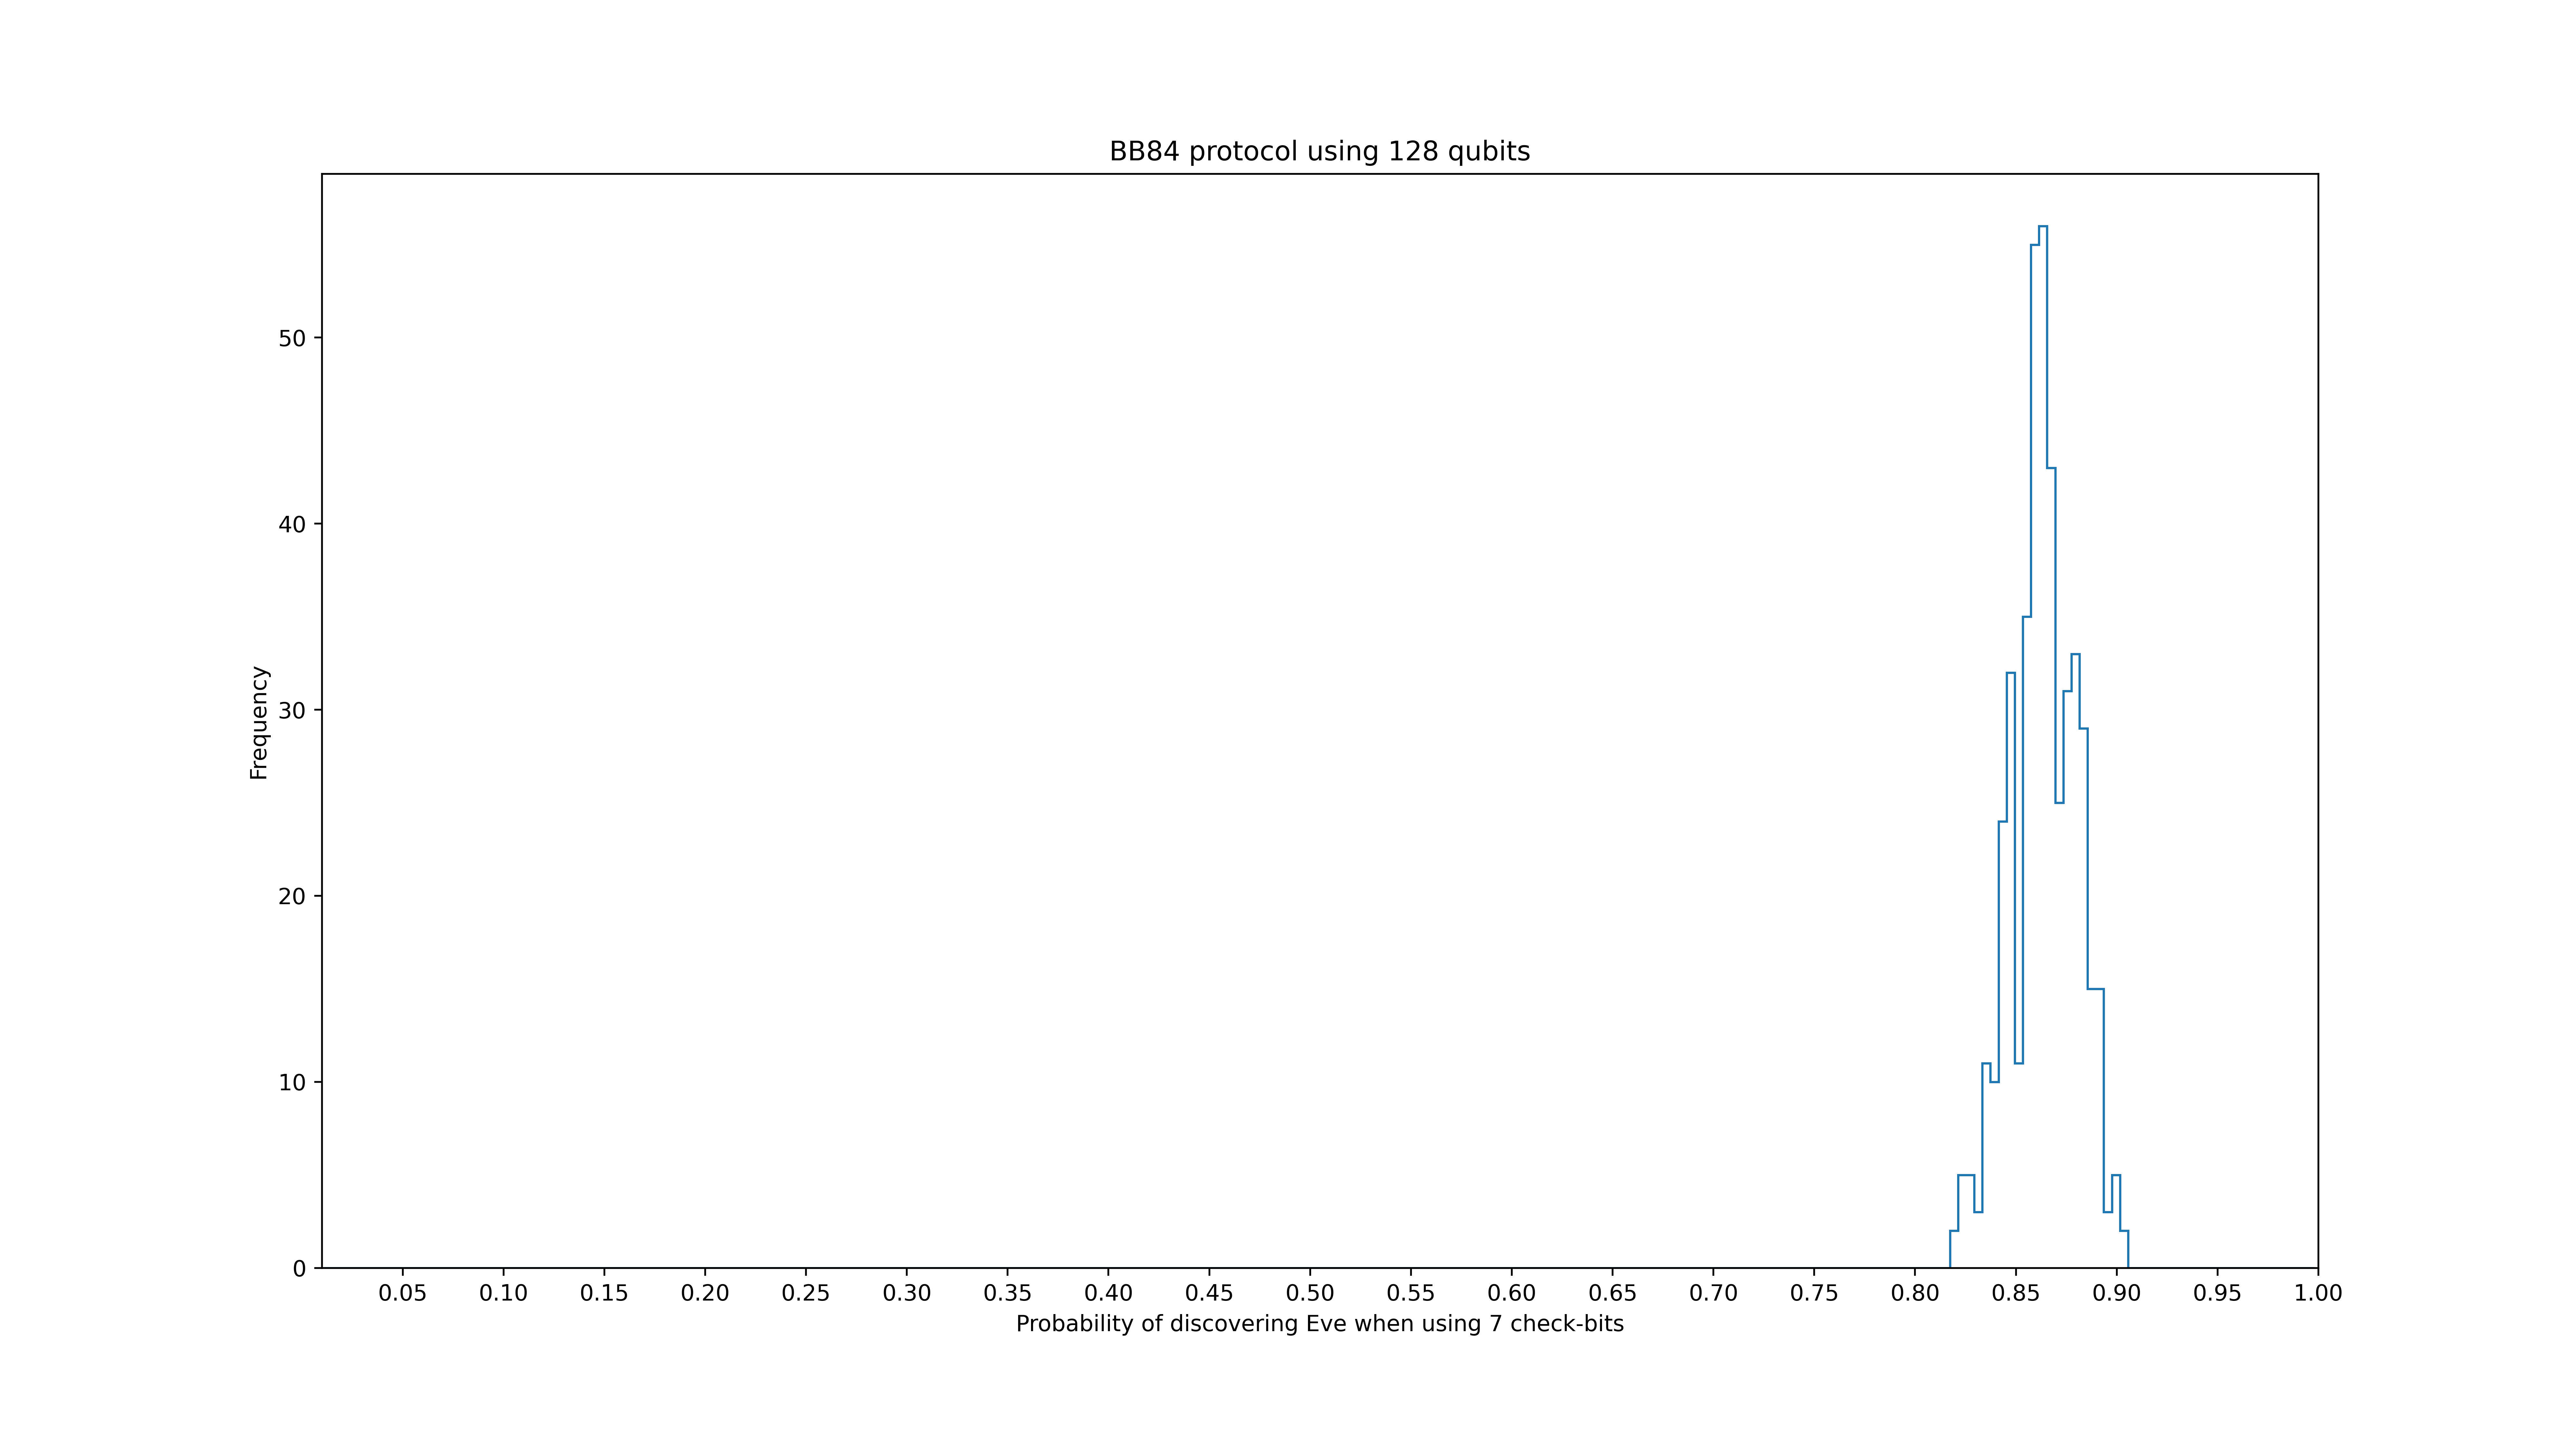 BB84 protocol using 128 qubits
50
40
30
20
10
0
Frequency
0.05 0.10 0.15 0.20 0.25 0.30 0.35 0.40 0.45 0.50 0.55 0.60 0.65 0.70 0.75 0.80 0.85 0.90 0.95 1.00
Probability of discovering Eve when using 7 check-bits